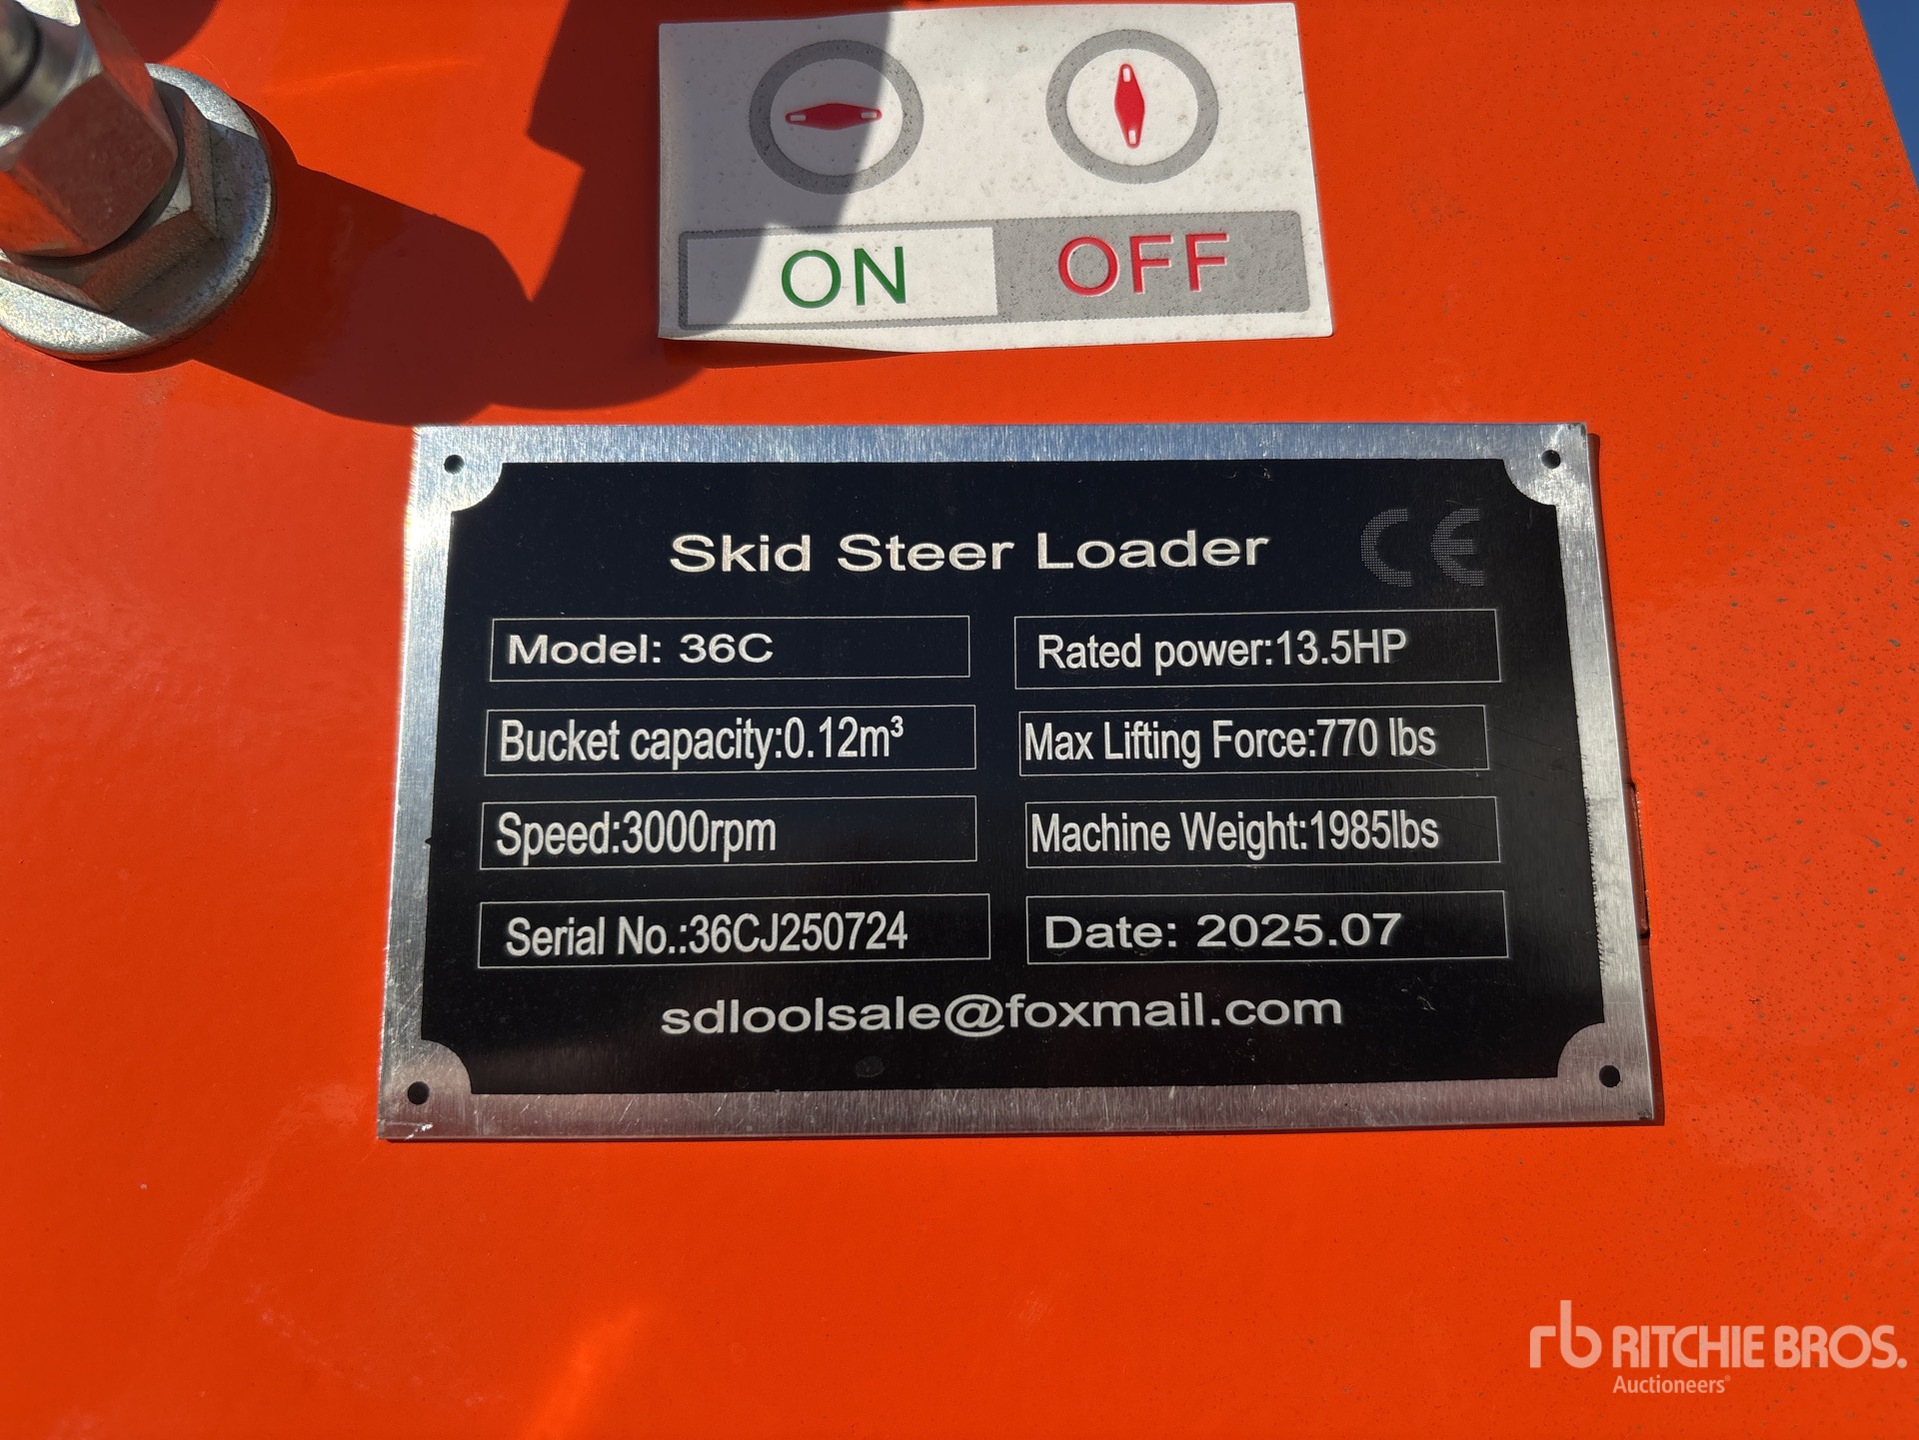 ON OFF
Skid Steer Loader CE
Model: 36C
Rated power:13.5HP
Bucket capacity:0.12m³
Max Lifting Force:770 lbs
Speed:3000rpm
Machine Weight:1985lbs
Serial No.:36CJ250724
Date: 2025.07
sdloolsale@foxmail.com
rb RITCHIE BROS.
Auctioneers®